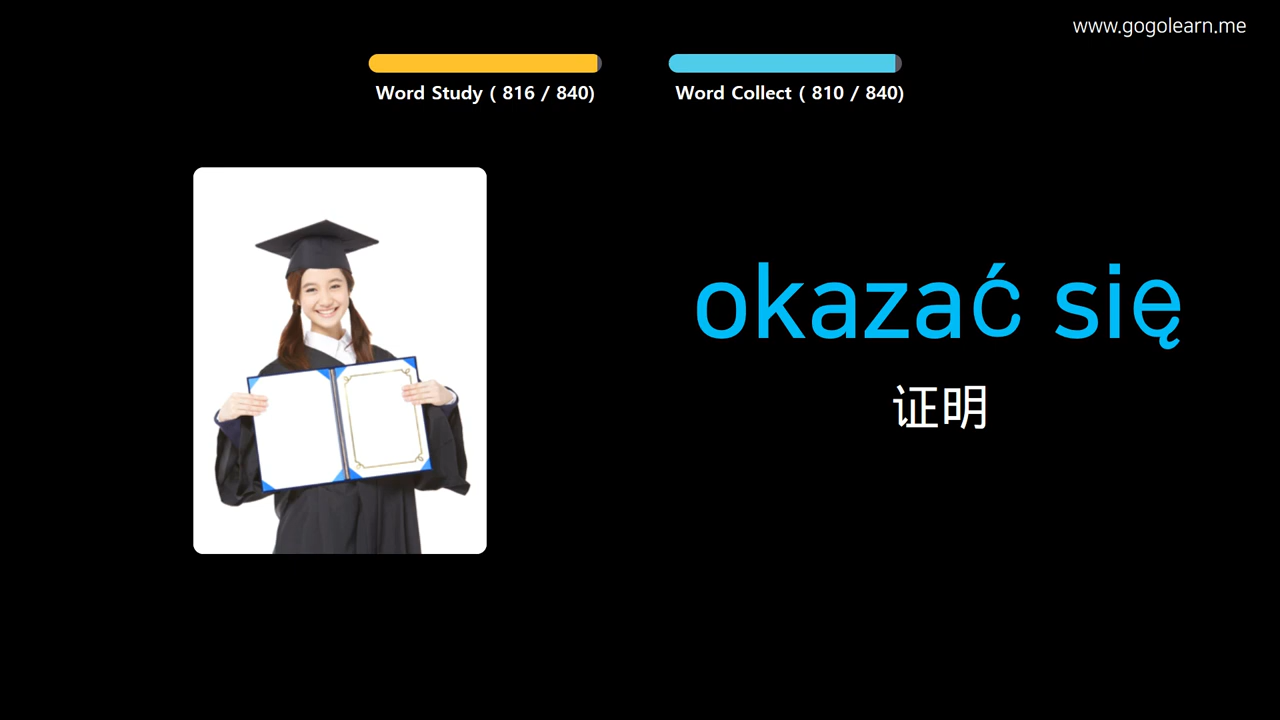 www.gogolearn.me
Word Study ( 816 / 840)
Word Collect ( 810 / 840)
okazać się
证明